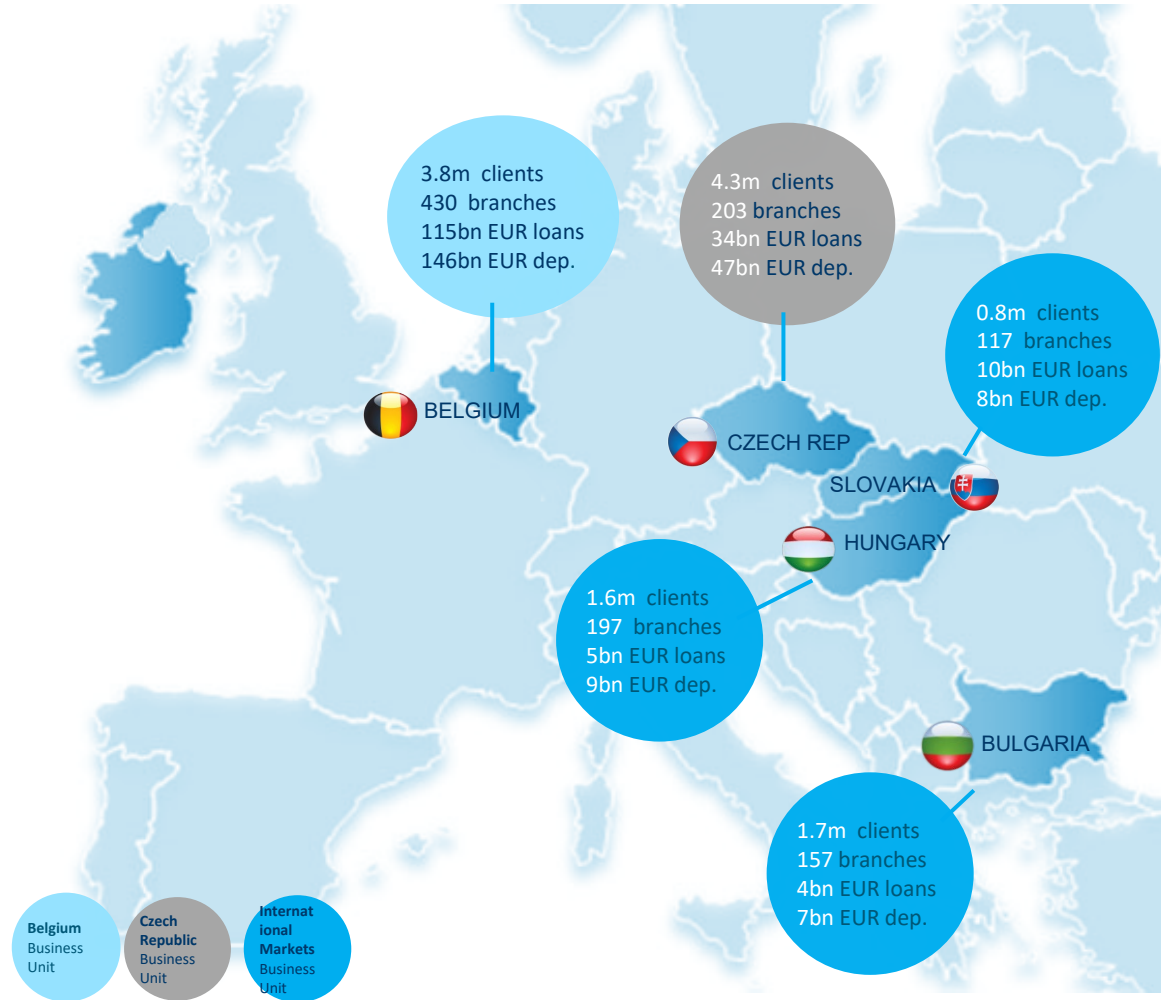 3.8m clients
430 branches
115bn EUR loans
146bn EUR dep.
4.3m clients
203 branches
34bn EUR loans
47bn EUR dep.
0.8m clients
117 branches
10bn EUR loans
8bn EUR dep.
BELGIUM
CZECH REP
SLOVAKIA
HUNGARY
1.6m clients
197 branches
5bn EUR loans
9bn EUR dep.
BULGARIA
1.7m clients
157 branches
4bn EUR loans
7bn EUR dep.
Belgium
Business
Unit
Czech
Republic
Business
Unit
Internat
ional
Markets
Business
Unit